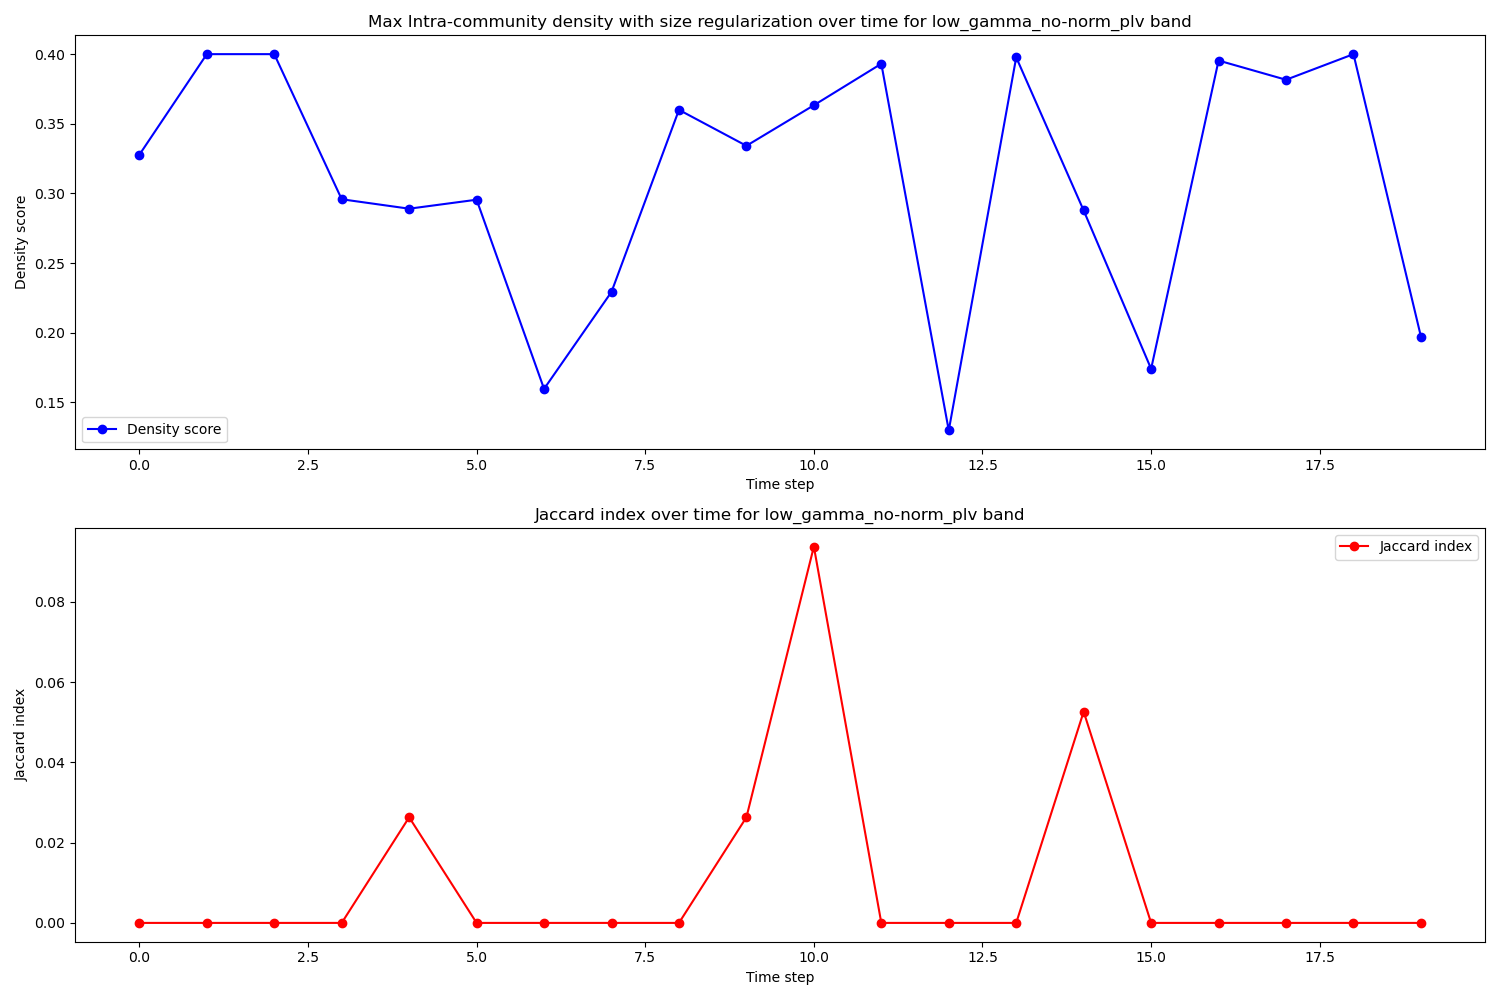 Max Intra-community density with size regularization over time for low_gamma_no-norm_plv band
Density score
0.40
0.35
0.30
0.25
0.20
0.15
Density score
0.0 2.5 5.0 7.5 10.0 12.5 15.0 17.5
Time step
Jaccard index over time for low_gamma_no-norm_plv band
Jaccard index
Jaccard index
0.08
0.06
0.04
0.02
0.00
0.0 2.5 5.0 7.5 10.0 12.5 15.0 17.5
Time step